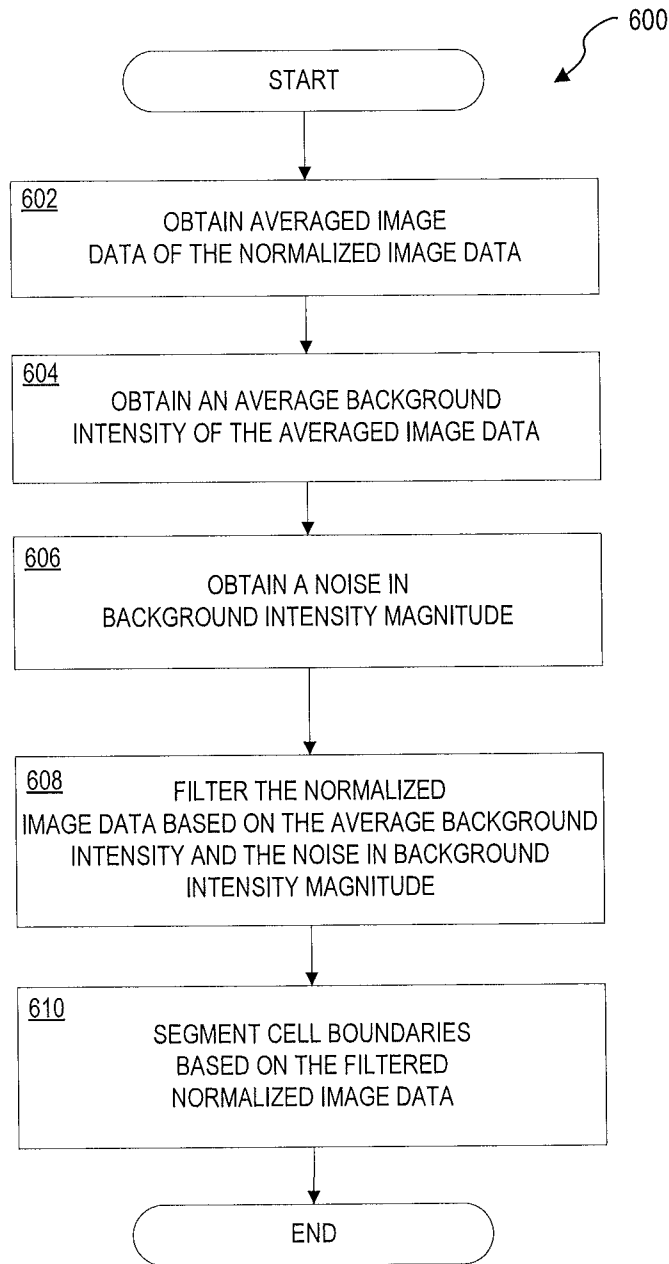 600
START
602
OBTAIN AVERAGED IMAGE
DATA OF THE NORMALIZED IMAGE DATA
604
OBTAIN AN AVERAGE BACKGROUND
INTENSITY OF THE AVERAGED IMAGE DATA
606
OBTAIN A NOISE IN
BACKGROUND INTENSITY MAGNITUDE
608
FILTER THE NORMALIZED
IMAGE DATA BASED ON THE AVERAGE BACKGROUND
INTENSITY AND THE NOISE IN BACKGROUND
INTENSITY MAGNITUDE
610
SEGMENT CELL BOUNDARIES
BASED ON THE FILTERED
NORMALIZED IMAGE DATA
END